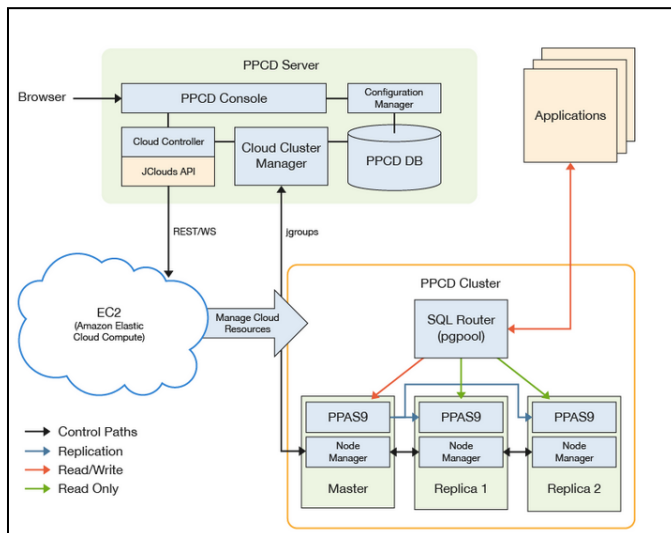 PPCD Server
Browser
PPCD Console
Configuration
Manager
Cloud Controller
JClouds API
Cloud Cluster
Manager
PPCD DB
Applications
REST/WS
jgroups
EC2
(Amazon Elastic
Cloud Compute)
Manage Cloud
Resources
PPCD Cluster
SQL Router
(pgpool)
PPAS9
PPAS9
PPAS9
Node
Manager
Node
Manager
Node
Manager
Master
Replica 1
Replica 2
Control Paths
Replication
Read/Write
Read Only